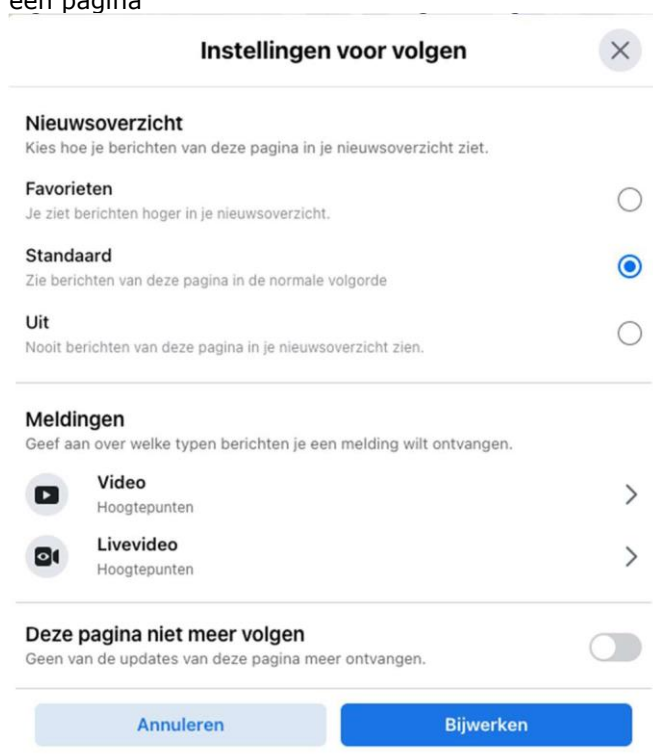 een pagina
Instellingen voor volgen
Nieuwsoverzicht
Kies hoe je berichten van deze pagina in je nieuwsoverzicht ziet.
Favorieten
Je ziet berichten hoger in je nieuwsoverzicht.
Standaard
Zie berichten van deze pagina in de normale volgorde
Uit
Nooit berichten van deze pagina in je nieuwsoverzicht zien.
Meldingen
Geef aan over welke typen berichten je een melding wilt ontvangen.
Video
Hoogtepunten
Livevideo
Hoogtepunten
Deze pagina niet meer volgen
Geen van de updates van deze pagina meer ontvangen.
Annuleren Bijwerken